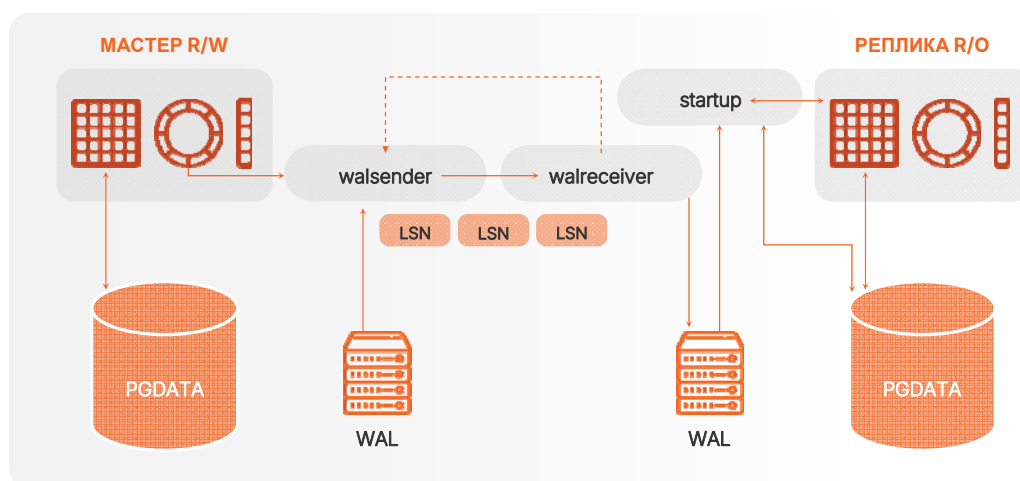 МАСТЕР R/W
РЕПЛИКА R/O
startup
walsender
walreceiver
LSN
LSN
LSN
PGDATA
PGDATA
WAL
WAL